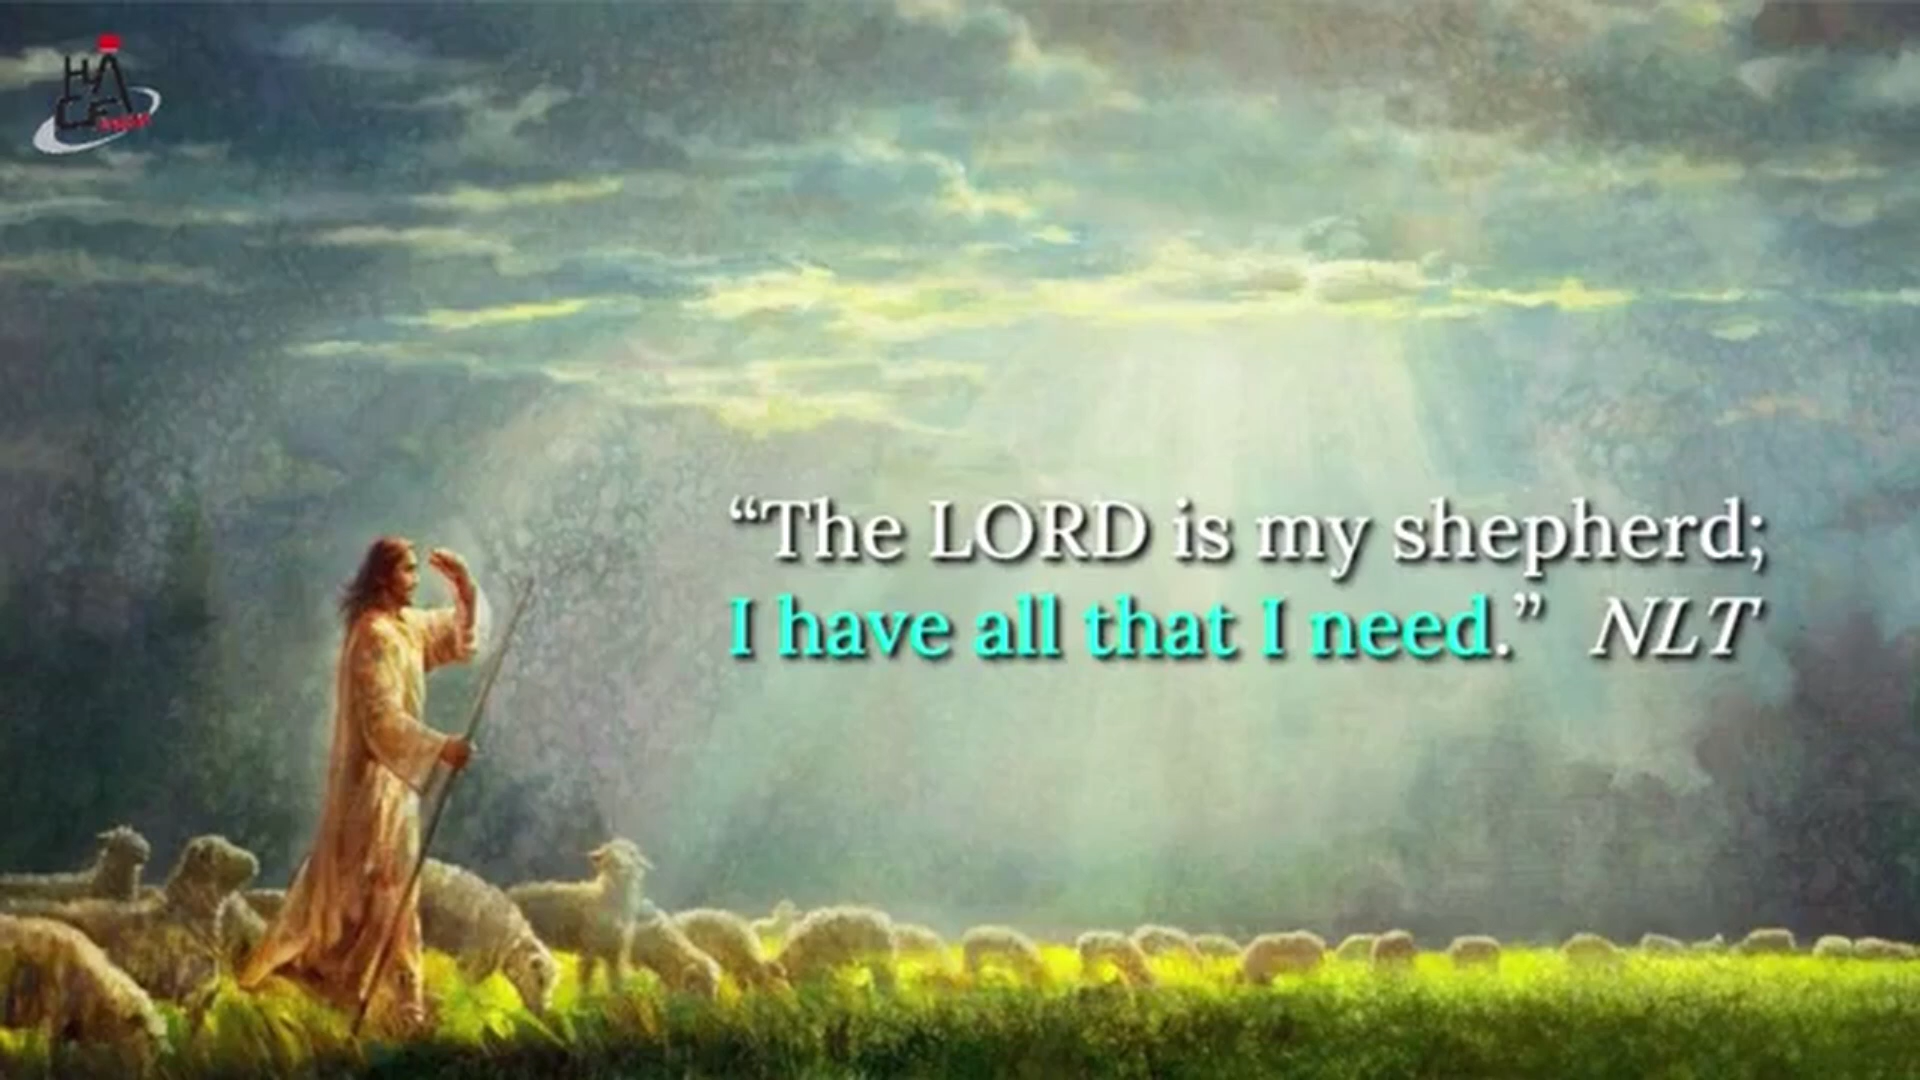 “The LORD is my shepherd;
I have all that I need.” NLT